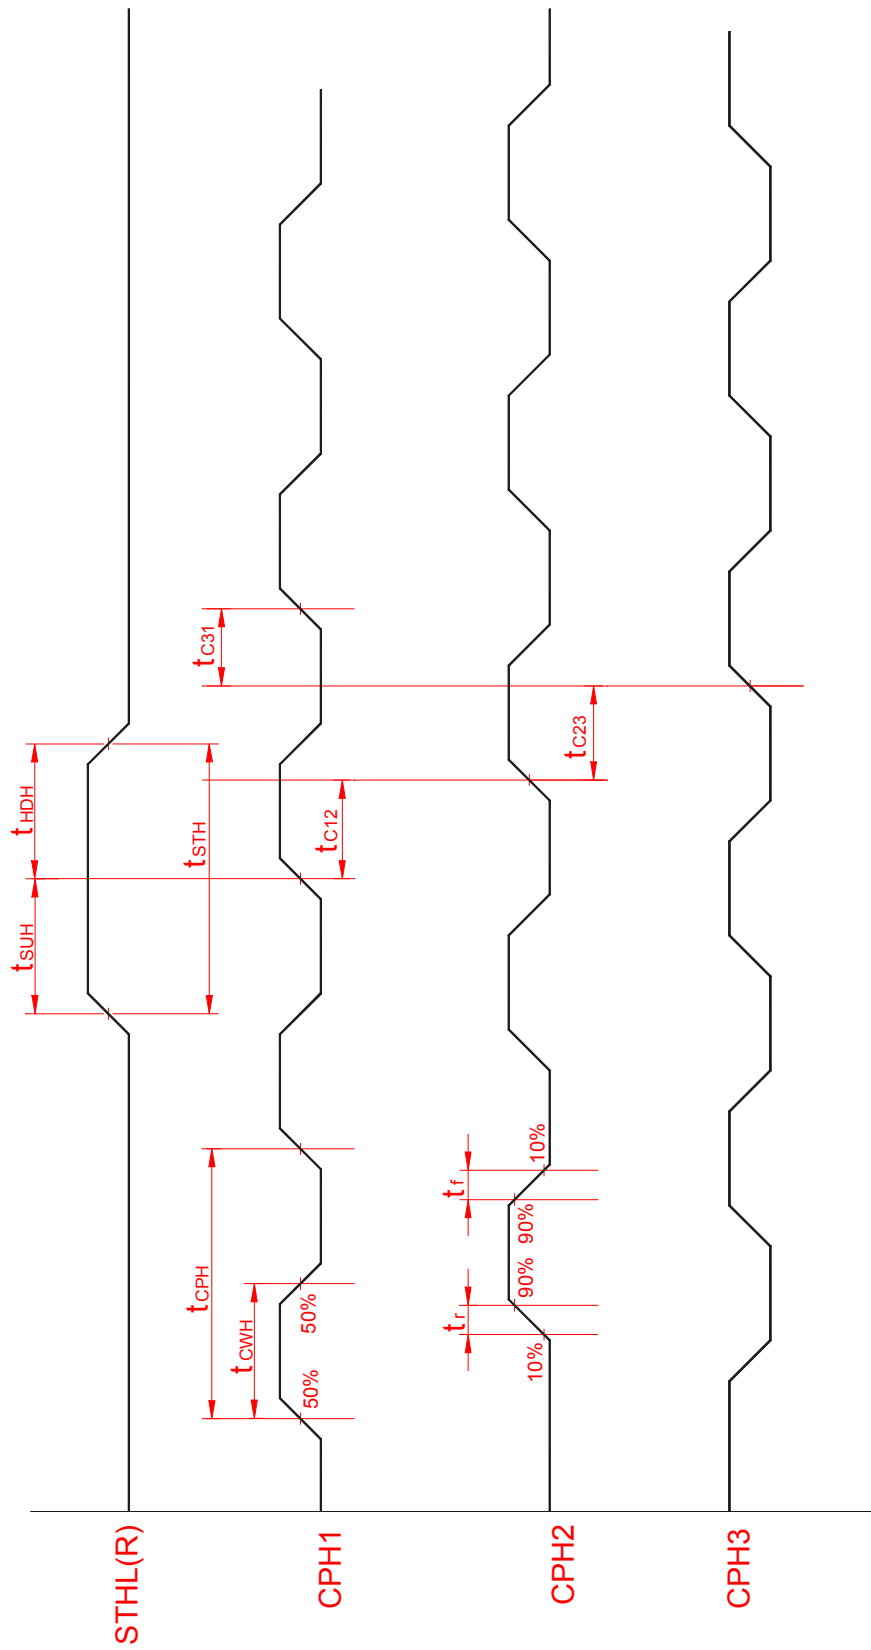 STHL(R)
tSUH
tHDH
tSTH
CPH1
tCPH
tCWH
50%
50%
tC12
tC31
CPH2
tr
tf
10%
90%
90%
10%
tC23
CPH3